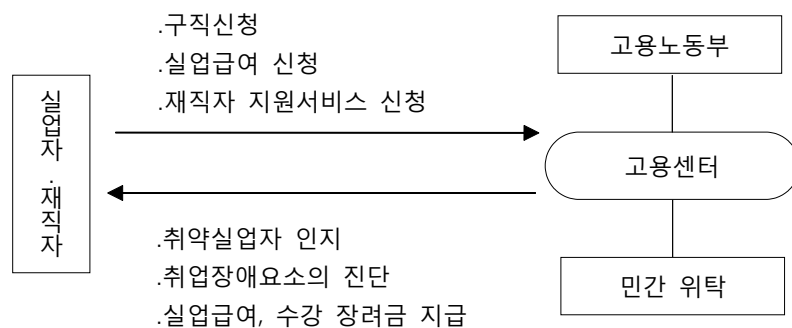 .구직신청
.실업급여 신청
.재직자 지원서비스 신청
실업자 .재직자
고용노동부
고용센터
민간 위탁
.취약실업자 인지
.취업장애요소의 진단
.실업급여, 수강 장려금 지급